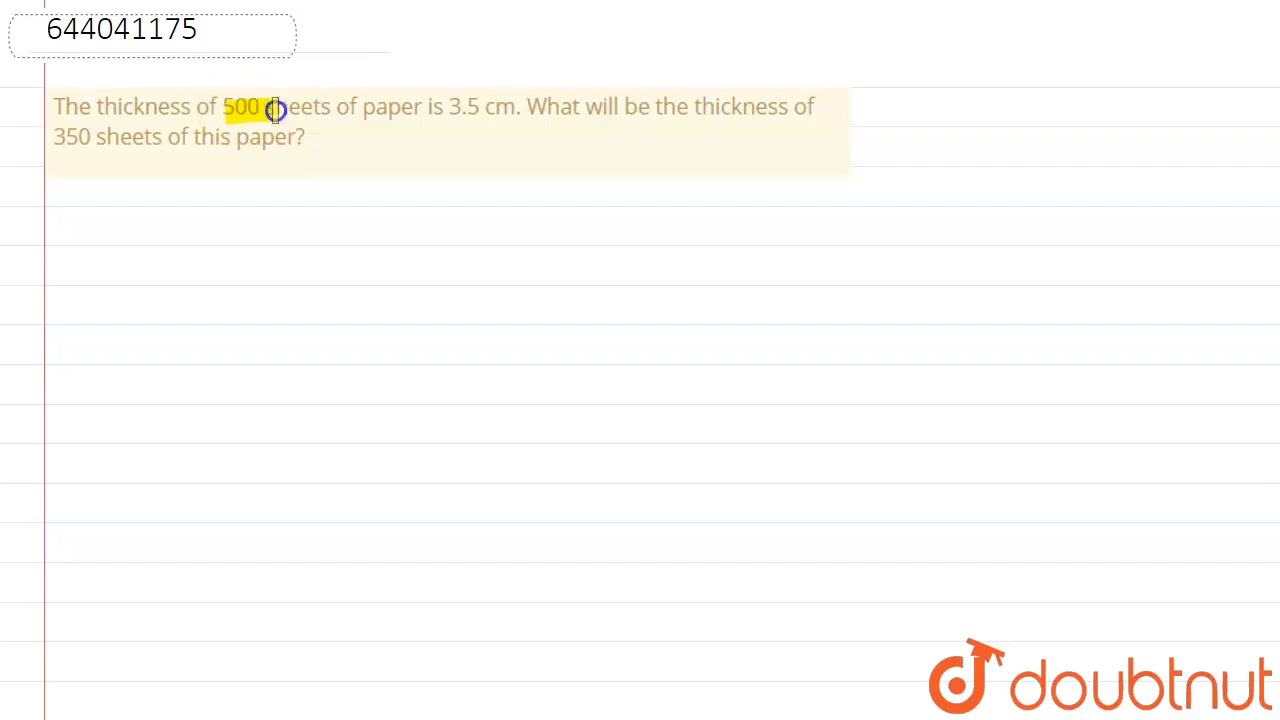 644041175
The thickness of 500 sheets of paper is 3.5 cm. What will be the thickness of
350 sheets of this paper?
doubtnut